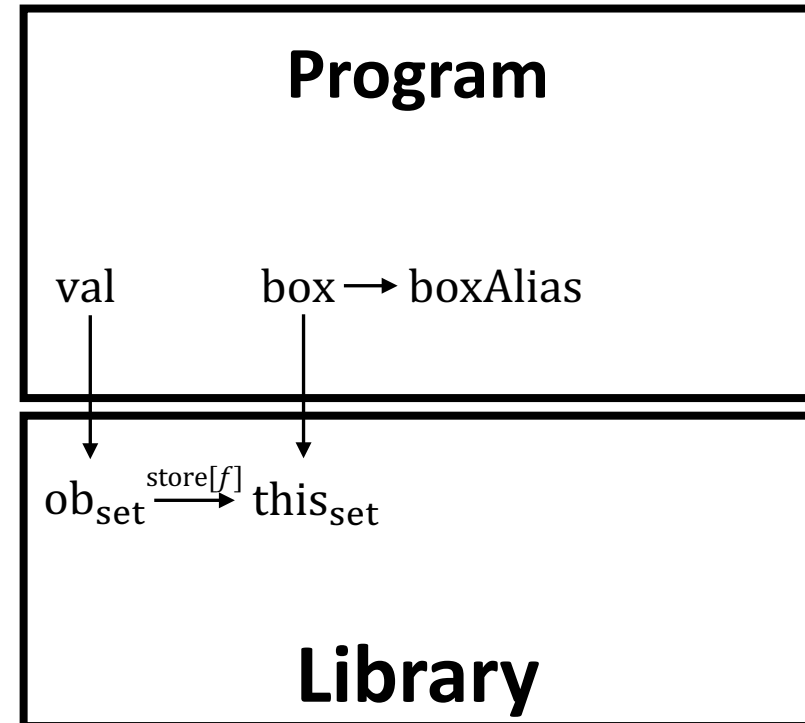 Program
val box → boxAlias
store[f]
ob_set this_set
Library